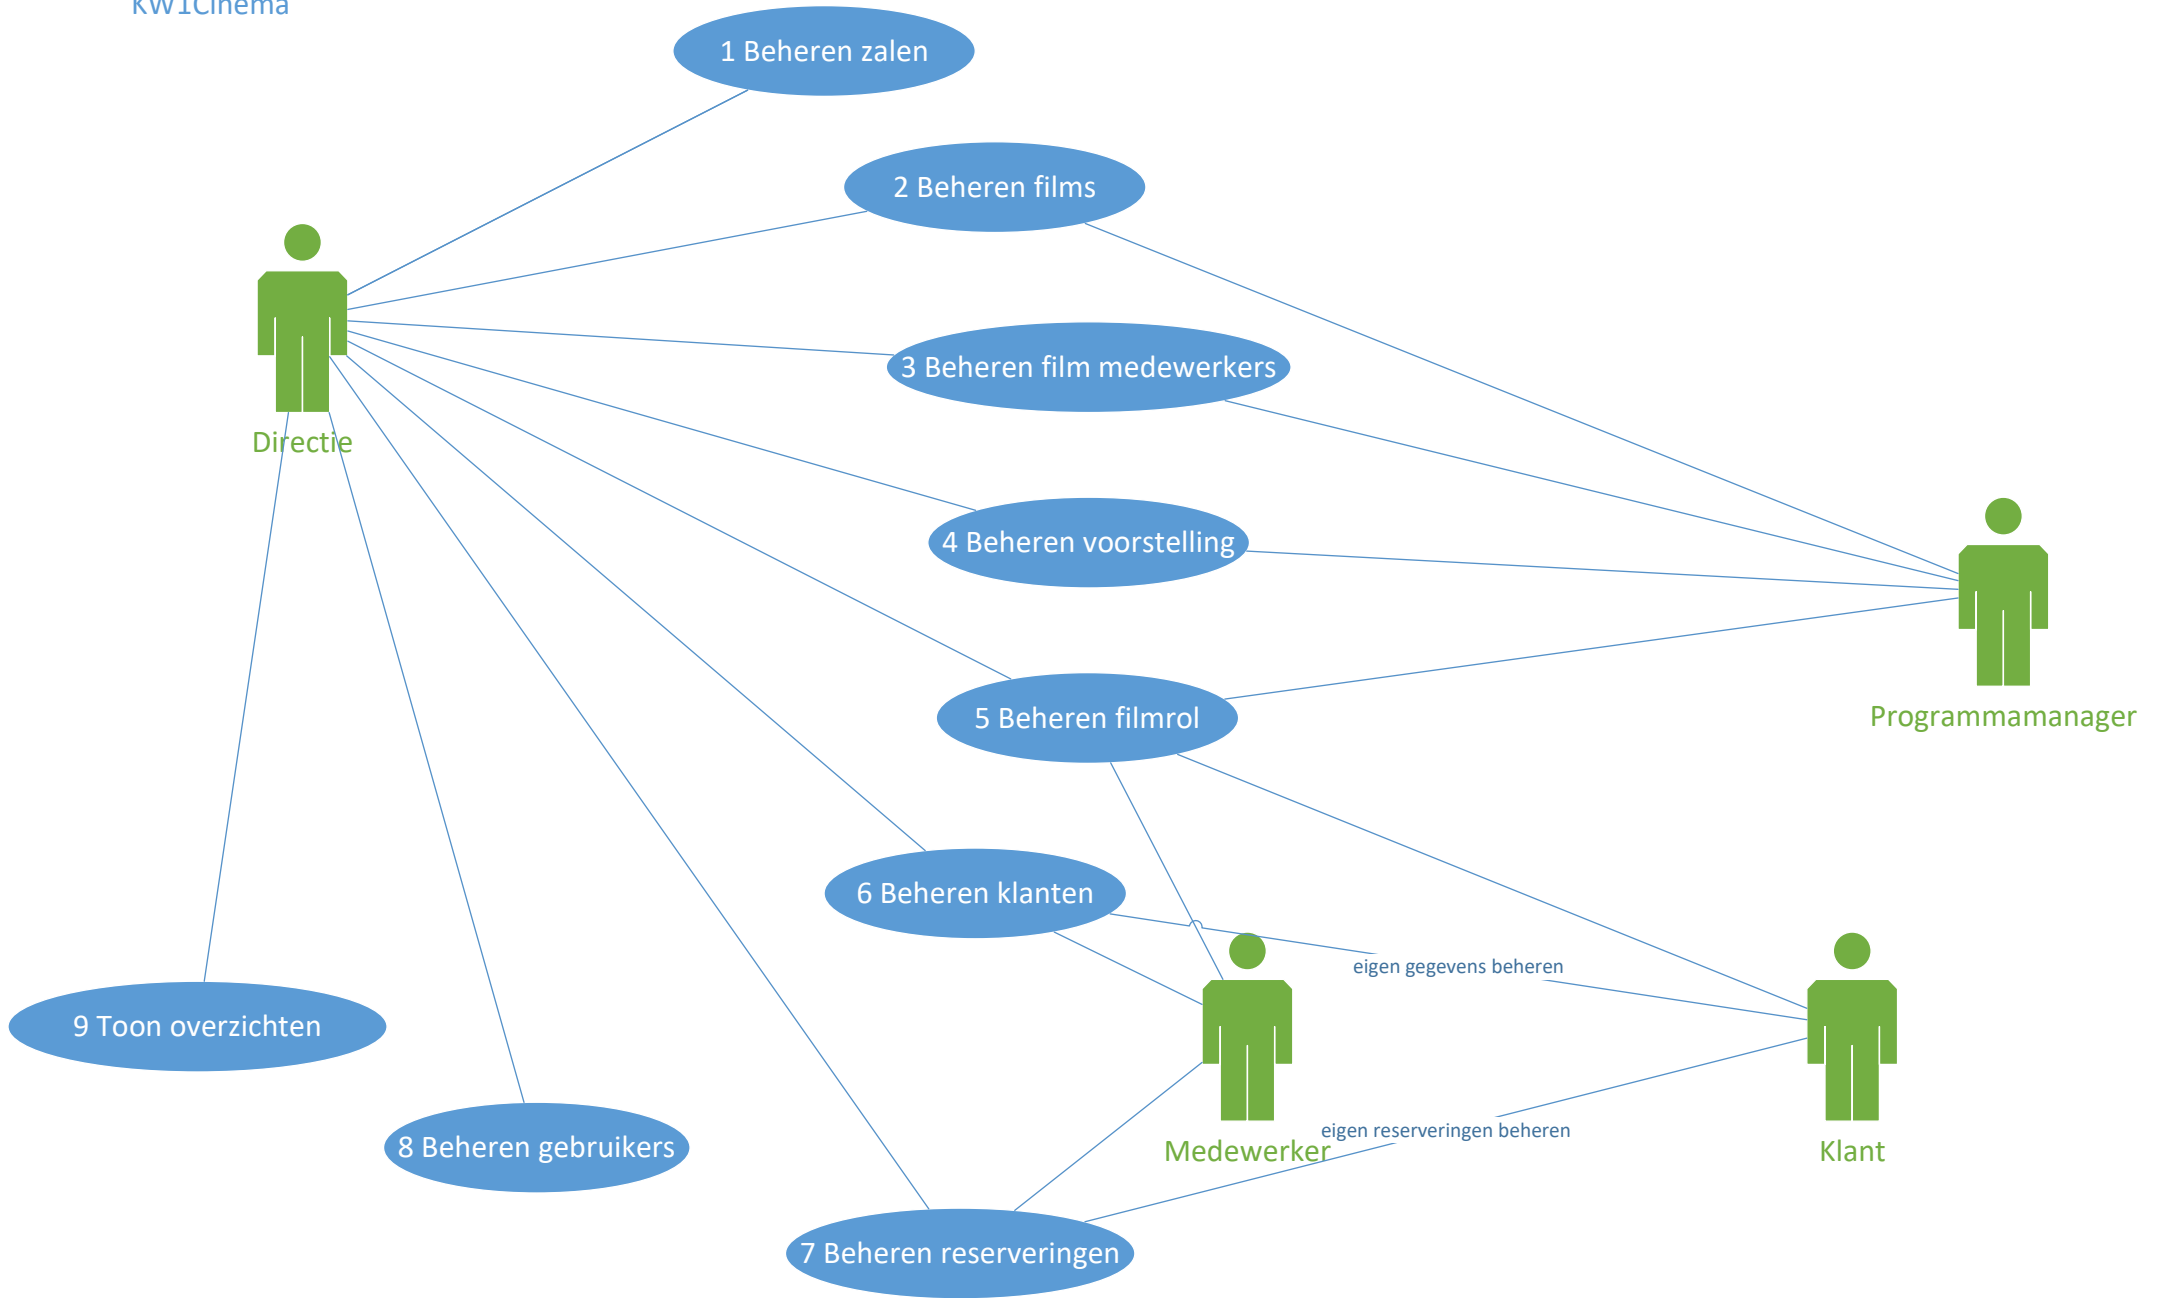 KW1Cinema
1 Beheren zalen
2 Beheren films
3 Beheren film medewerkers
Directie
4 Beheren voorstelling
5 Beheren filmrol
Programmamanager
6 Beheren klanten
eigen gegevens beheren
9 Toon overzichten
eigen reserveringen beheren
8 Beheren gebruikers
Medewerker
Klant
7 Beheren reserveringen